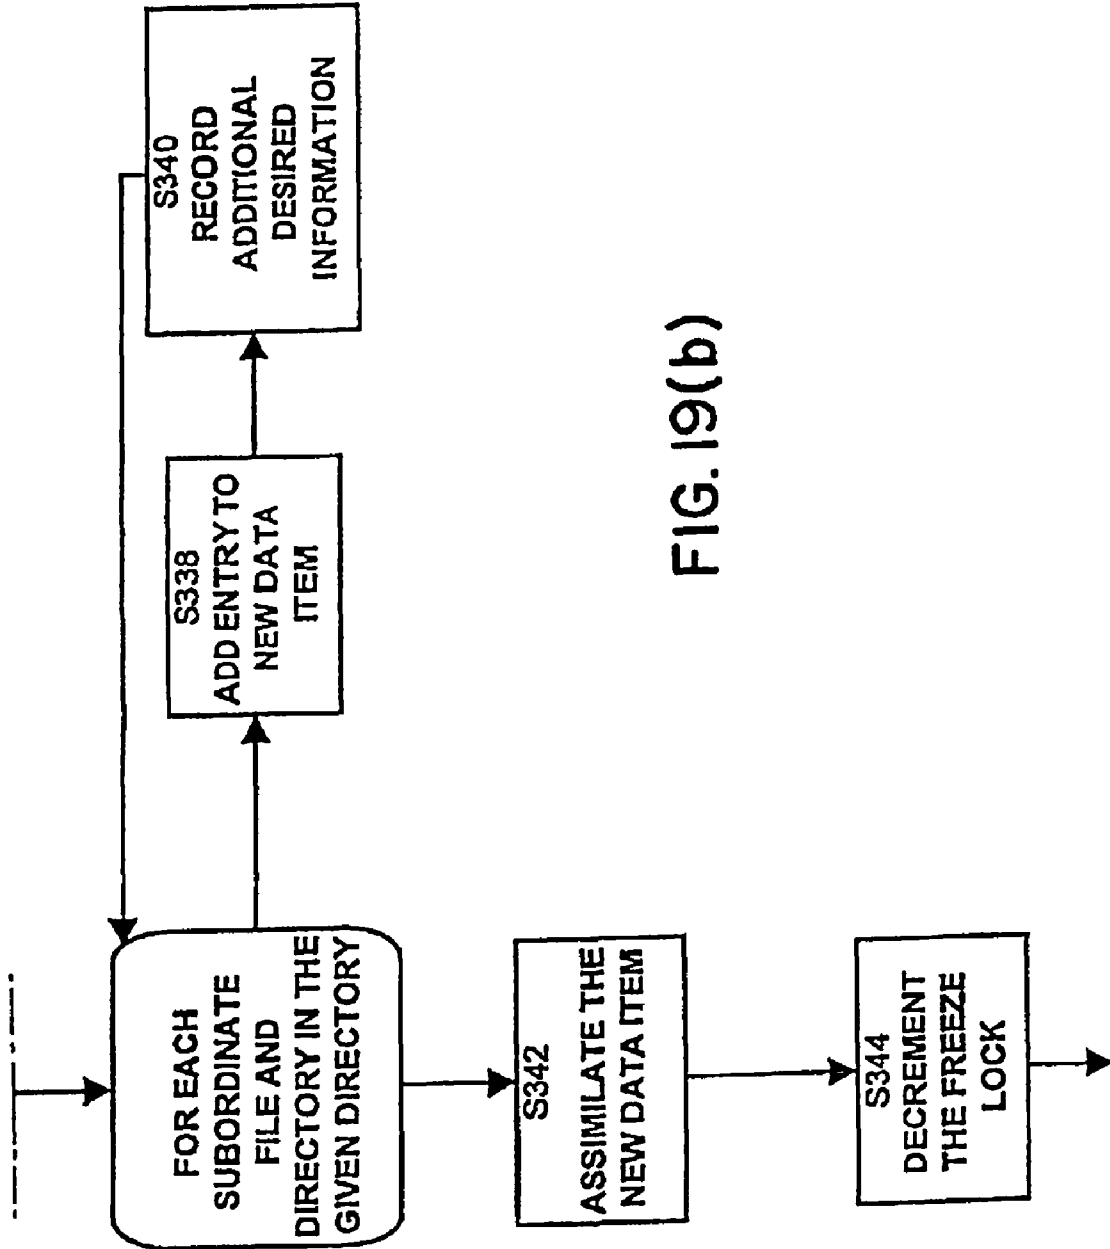 FOR EACH
SUBORDINATE
FILE AND
DIRECTORY IN THE
GIVEN DIRECTORY
S338
ADD ENTRY TO
NEW DATA
ITEM
S340
RECORD
ADDITIONAL
DESIRED
INFORMATION
S342
ASSIMILATE THE
NEW DATA ITEM
S344
DECREMENT
THE FREEZE
LOCK
FIG. 19(b)